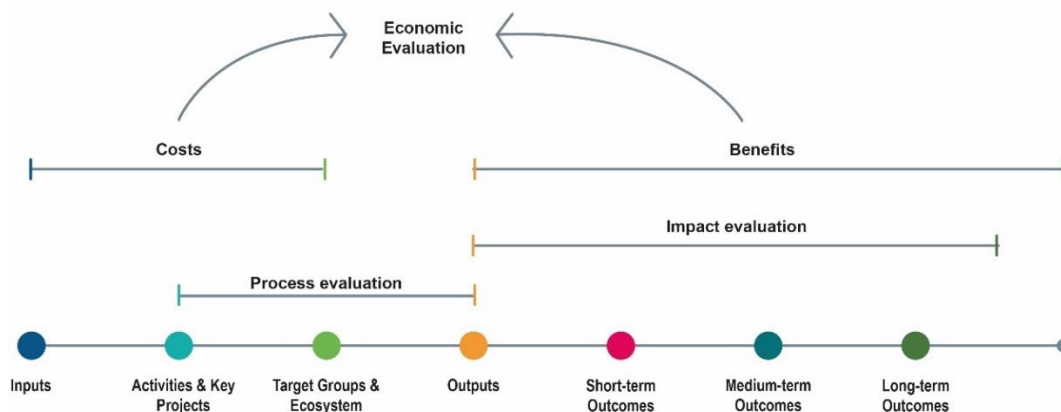 Economic
Evaluation
Costs
Benefits
Impact evaluation
Process evaluation
Inputs
Activities & Key
Projects
Target Groups &
Ecosystem
Outputs
Short-term
Outcomes
Medium-term
Outcomes
Long-term
Outcomes